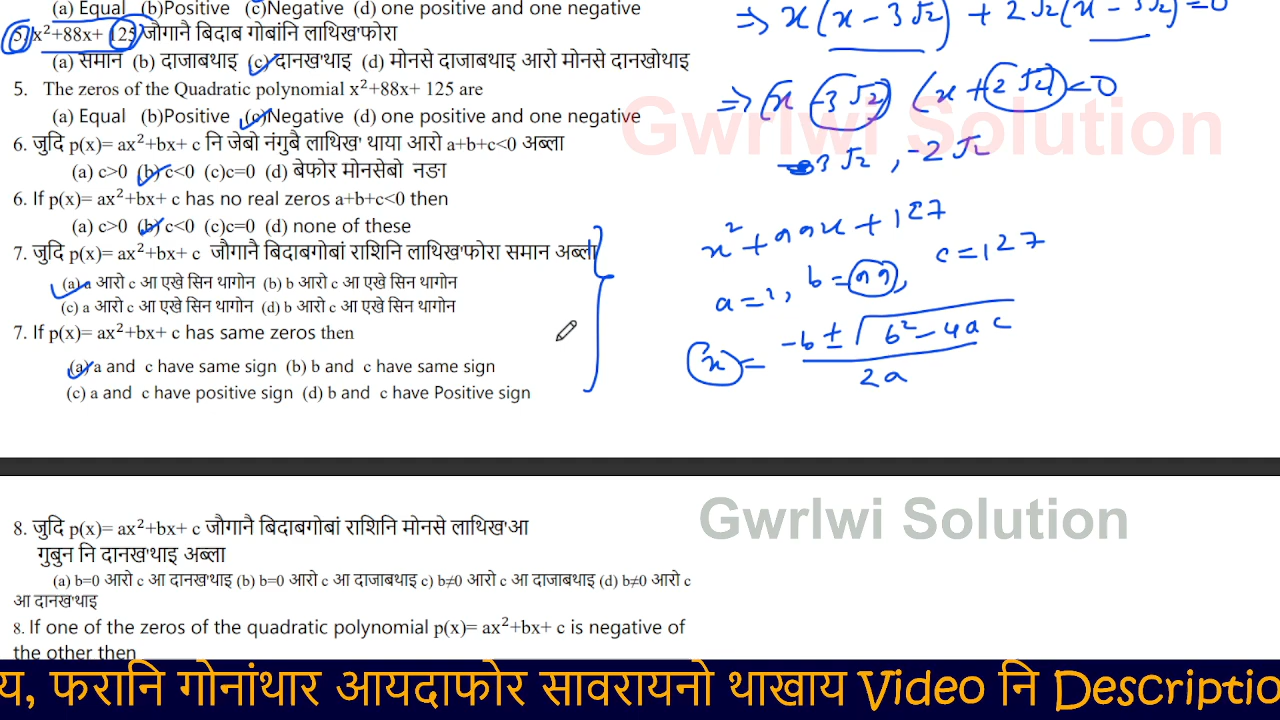 (a) Equal (b)Positive (c)Negative (d) one positive and one negative
5. x²+88x+ 125 जौगानै बिदाब गोबांनि लाथिख'फोरा
(a) समान (b) दाजाबथाइ (c) दानख'थाइ (d) मोनसे दाजाबथाइ आरो मोनसे दानखोथाइ
5. The zeros of the Quadratic polynomial x²+88x+ 125 are
(a) Equal (b)Positive (c)Negative (d) one positive and one negative
6. जुदि p(x)= ax²+bx+ c नि जेबो नंगुबै लाथिख' थाया आरो a+b+c<0 अब्ला
(a) c>0 (b) c<0 (c)c=0 (d) बेफोर मोनसेबो नङा
6. If p(x)= ax²+bx+ c has no real zeros a+b+c<0 then
(a) c>0 (b) c<0 (c)c=0 (d) none of these
7. जुदि p(x)= ax²+bx+ c जौगानै बिदाबगोबां राशिनि लाथिख'फोरा समान अब्ला
(a) a आरो c आ एखे सिन थागोन (b) b आरो c आ एखे सिन थागोन
(c) a आरो c आ एखे सिन थागोन (d) b आरो c आ एखे सिन थागोन
7. If p(x)= ax²+bx+ c has same zeros then
(a) a and c have same sign (b) b and c have same sign
(c) a and c have positive sign (d) b and c have Positive sign
⇒ x(x-3√2) + 2√2(x-3√2)=0
⇒ (x-3√2) (x+2√2)=0
Gwrlwi Solution
3√2, -2√2
x²+99x+127
a=1, b=99, c=127
x= -b±√b²-4ac
2a
Gwrlwi Solution
8. जुदि p(x)= ax²+bx+ c जौगानै बिदाबगोबां राशिनि मोनसे लाथिख'आ
गुबुन नि दानख'थाइ अब्ला
(a) b=0 आरो c आ दानख'थाइ (b) b=0 आरो c आ दाजाबथाइ c) b≠0 आरो c आ दाजाबथाइ (d) b≠0 आरो c
आ दानख'थाइ
8. If one of the zeros of the quadratic polynomial p(x)= ax²+bx+ c is negative of
the other then
य, फरानि गोनांथार आयदाफोर सावरायनो थाखाय Video नि Descriptio